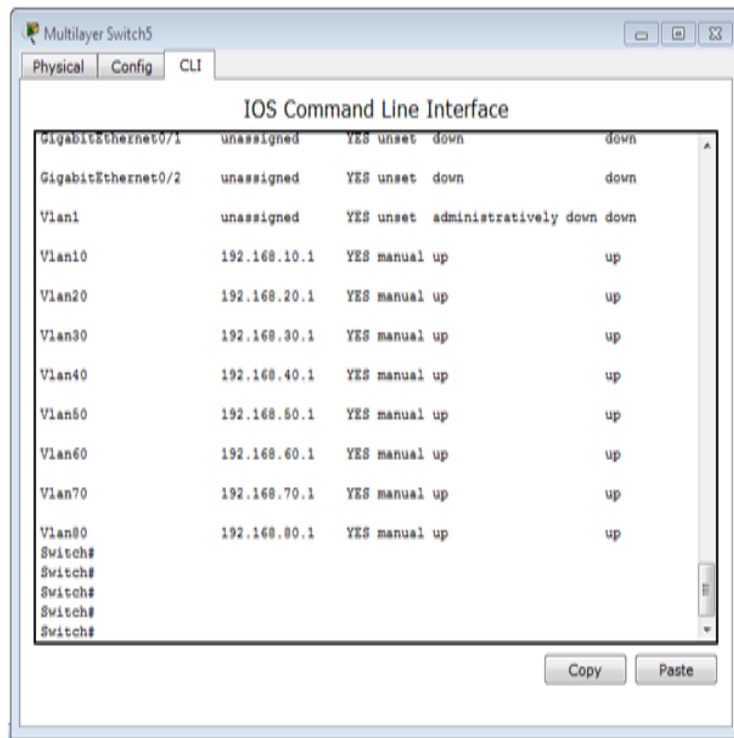 Multilayer Switch5
Physical Config CLI
IOS Command Line Interface
GigabitEthernet0/1 unassigned YES unset down down
GigabitEthernet0/2 unassigned YES unset down down
Vlan1 unassigned YES unset administratively down down
Vlan10 192.168.10.1 YES manual up up
Vlan20 192.168.20.1 YES manual up up
Vlan30 192.168.30.1 YES manual up up
Vlan40 192.168.40.1 YES manual up up
Vlan50 192.168.50.1 YES manual up up
Vlan60 192.168.60.1 YES manual up up
Vlan70 192.168.70.1 YES manual up up
Vlan80 192.168.80.1 YES manual up up
Switch#
Switch#
Switch#
Switch#
Switch#
Copy Paste